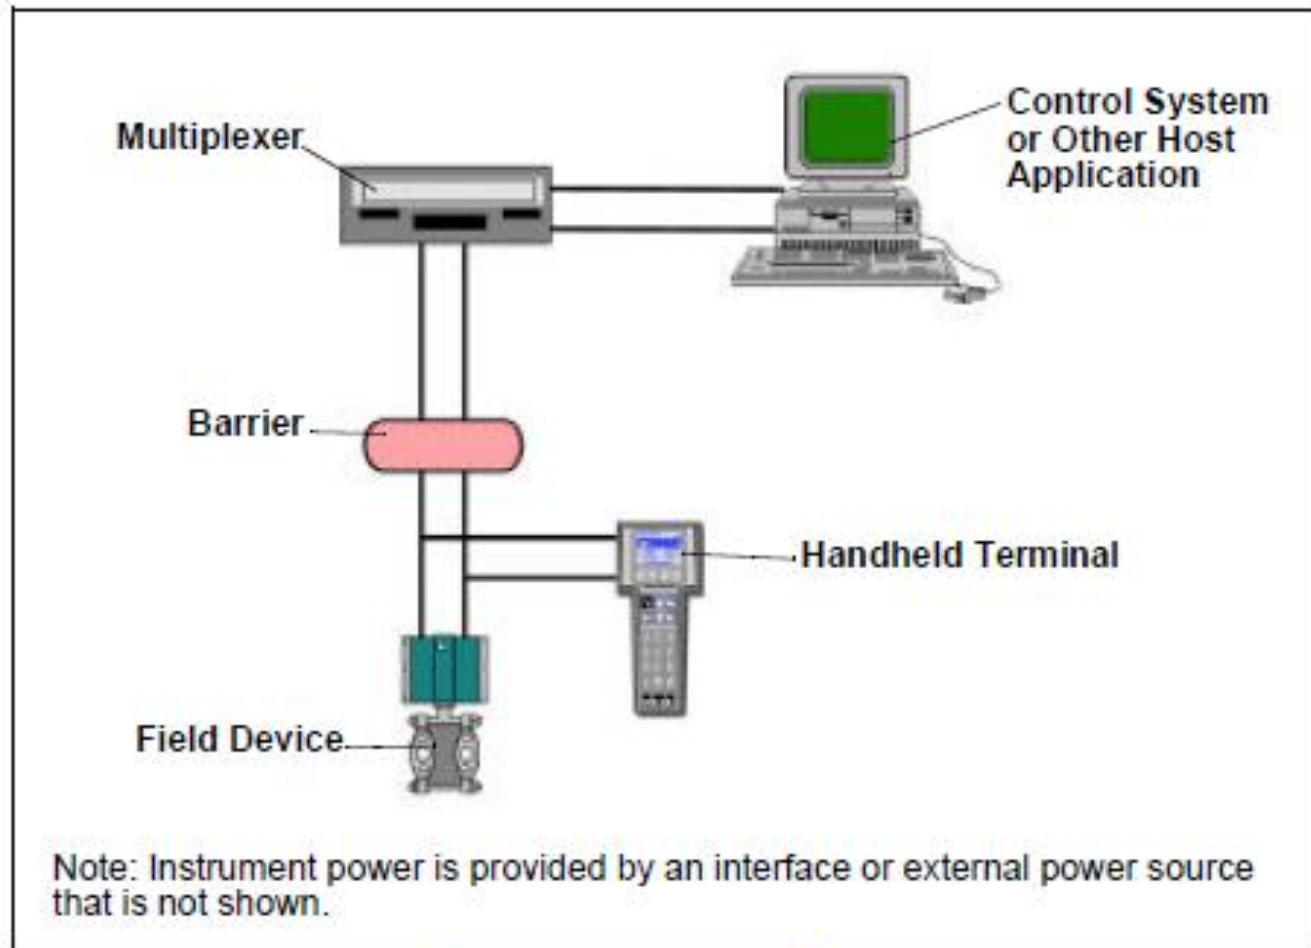 Multiplexer
Control System
or Other Host
Application
Barrier
Handheld Terminal
Field Device
Note: Instrument power is provided by an interface or external power source
that is not shown.